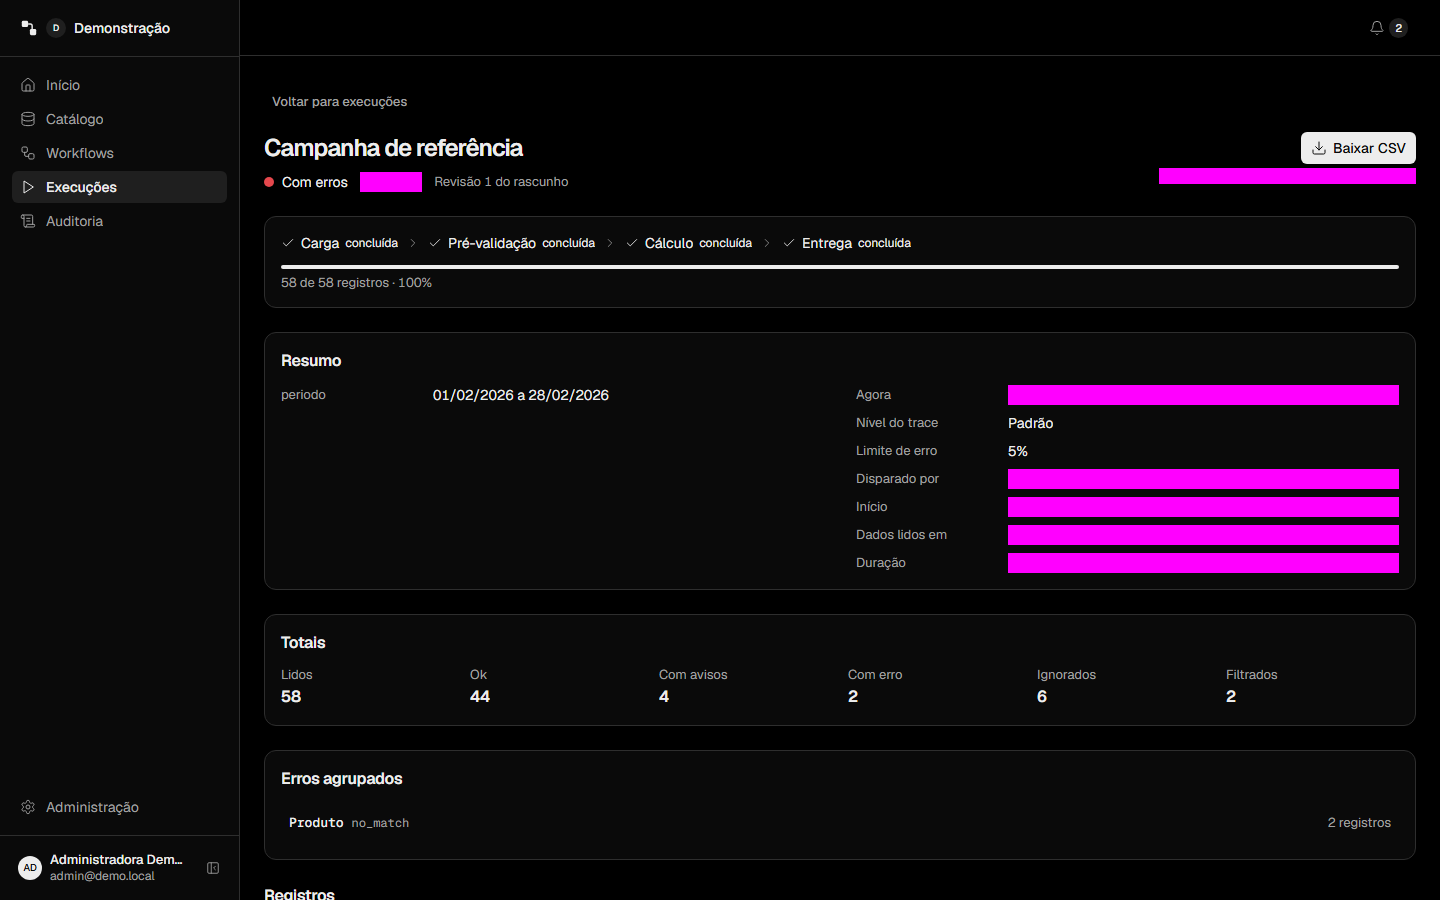 D Demonstração
2
Início
Catálogo
Workflows
Execuções
Auditoria
Administração
AD Administradora Dem...
admin@demo.local
Voltar para execuções
Campanha de referência
Baixar CSV
Com erros Revisão 1 do rascunho
Carga concluída Pré-validação concluída Cálculo concluída Entrega concluída
58 de 58 registros · 100%
Resumo
periodo 01/02/2026 a 28/02/2026
Agora
Nível do trace Padrão
Limite de erro 5%
Disparado por
Início
Dados lidos em
Duração
Totais
Lidos Ok Com avisos Com erro Ignorados Filtrados
58 44 4 2 6 2
Erros agrupados
Produto no_match 2 registros
Registros